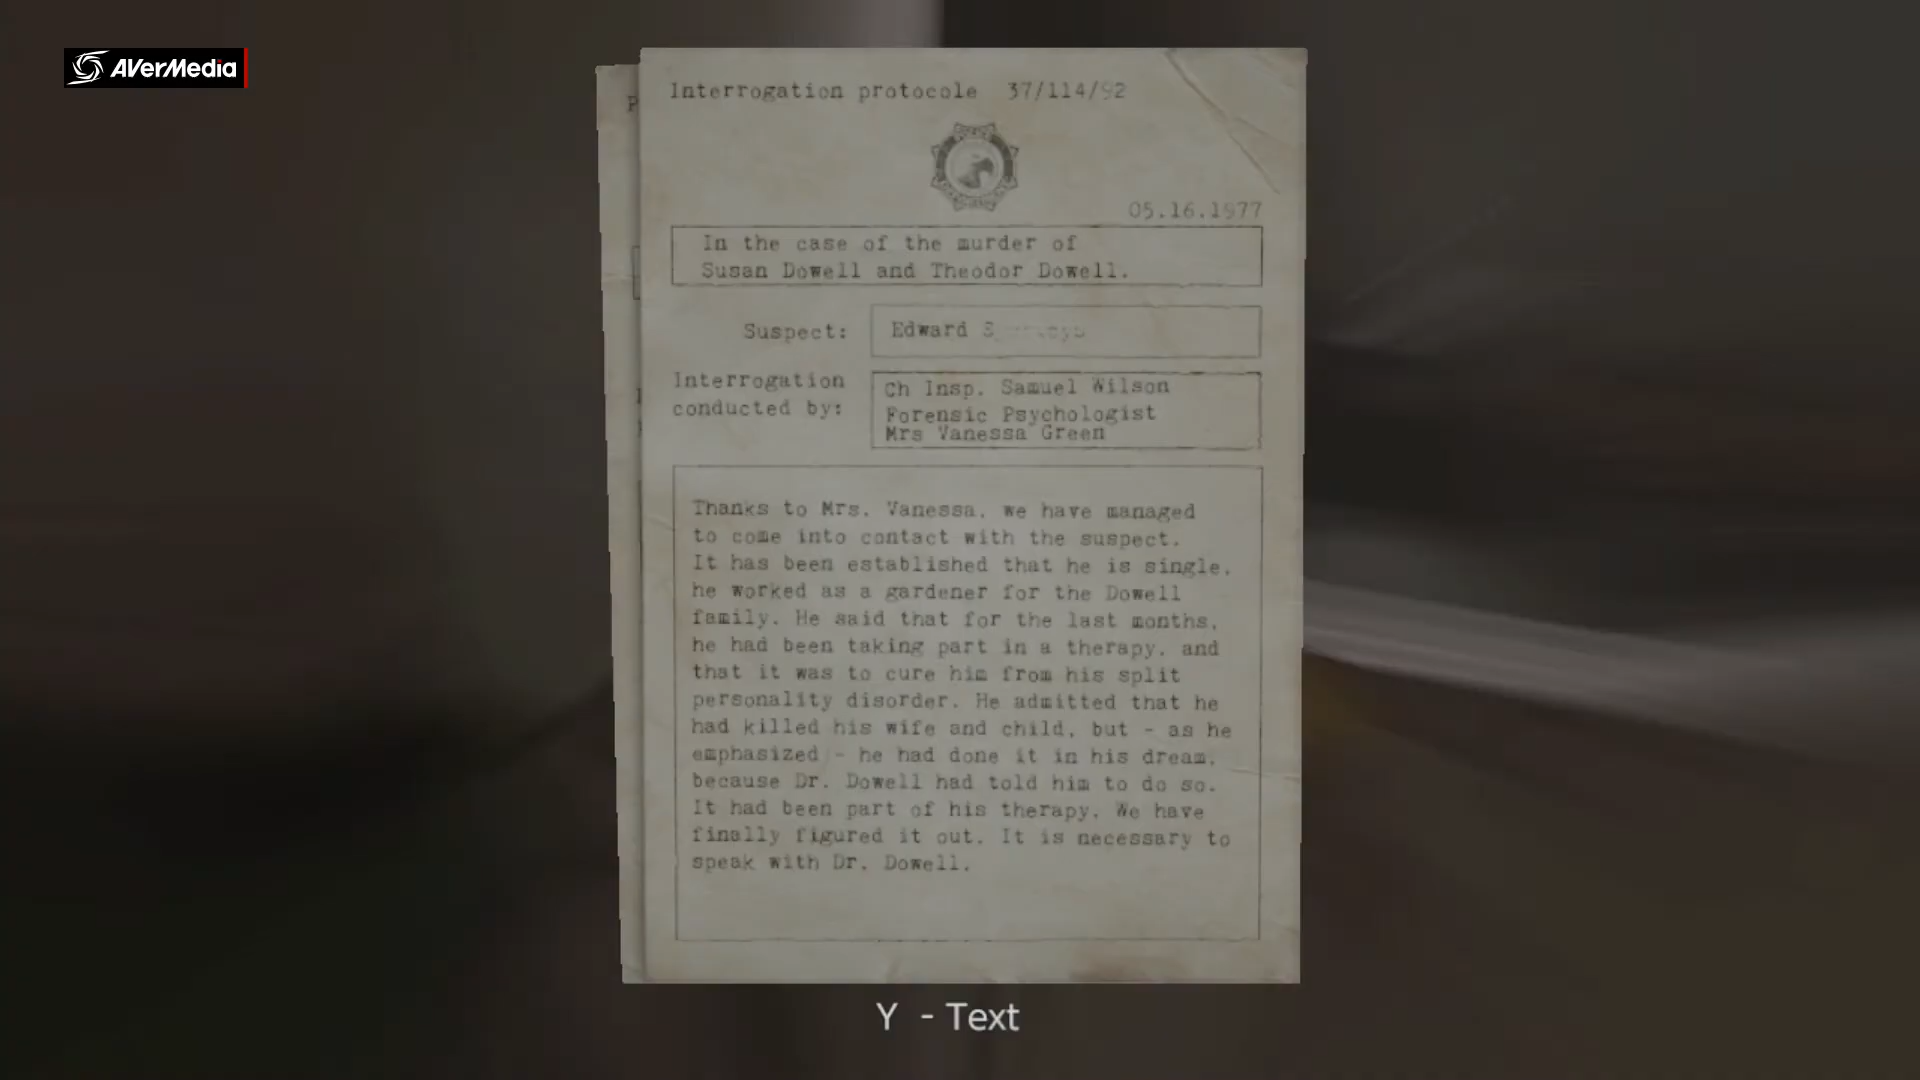 AVerMedia
P
Interrogation protocole 37/114/92
05.16.1977
In the case of the murder of
Susan Dowell and Theodor Dowell.
Suspect:
Edward
Interrogation
conducted by:
Ch Insp. Samuel Wilson
Forensic Psychologist
Mrs Vanessa Green
Thanks to Mrs. Vanessa, we have managed
to come into contact with the suspect.
It has been established that he is single,
he worked as a gardener for the Dowell
family. He said that for the last months,
he had been taking part in a therapy, and
that it was to cure him from his split
personality disorder. He admitted that he
had killed his wife and child, but - as he
emphasized - he had done it in his dream,
because Dr. Dowell had told him to do so.
It had been part of his therapy. We have
finally figured it out. It is necessary to
speak with Dr. Dowell.
Y - Text